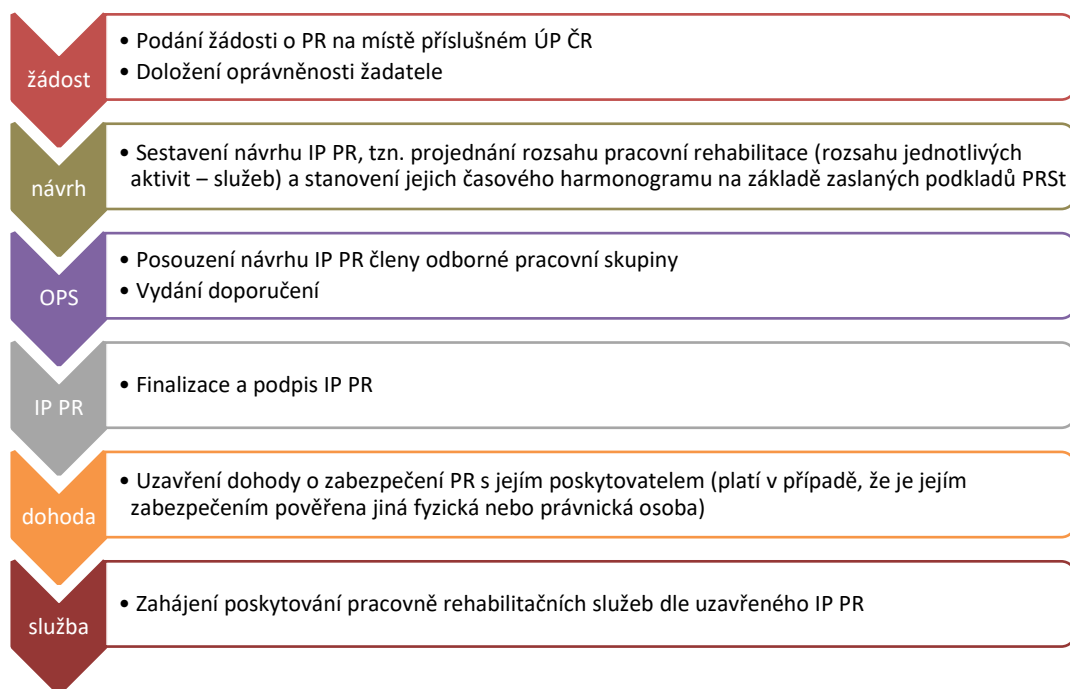 žádost
• Podání žádosti o PR na místě příslušném ÚP ČR
• Doložení oprávněnosti žadatele
návrh
• Sestavení návrhu IP PR, tzn. projednání rozsahu pracovní rehabilitace (rozsahu jednotlivých
aktivit – služeb) a stanovení jejich časového harmonogramu na základě zaslaných podkladů PRSt
OPS
• Posouzení návrhu IP PR členy odborné pracovní skupiny
• Vydání doporučení
IP PR
• Finalizace a podpis IP PR
dohoda
• Uzavření dohody o zabezpečení PR s jejím poskytovatelem (platí v případě, že je jejím
zabezpečením pověřena jiná fyzická nebo právnická osoba)
služba
• Zahájení poskytování pracovně rehabilitačních služeb dle uzavřeného IP PR